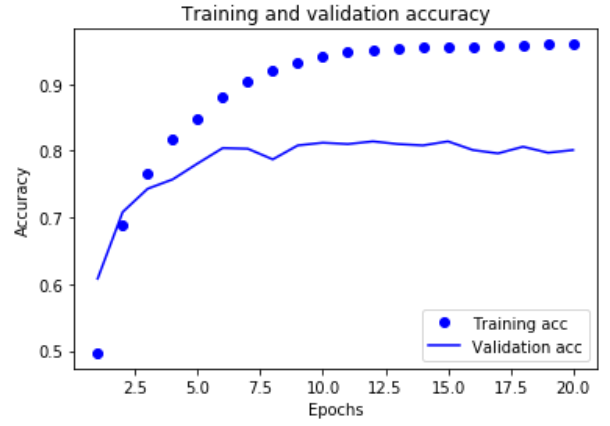 Training and validation accuracy
Accuracy
0.9
0.8
0.7
0.6
0.5
Training acc
Validation acc
2.5 5.0 7.5 10.0 12.5 15.0 17.5 20.0
Epochs